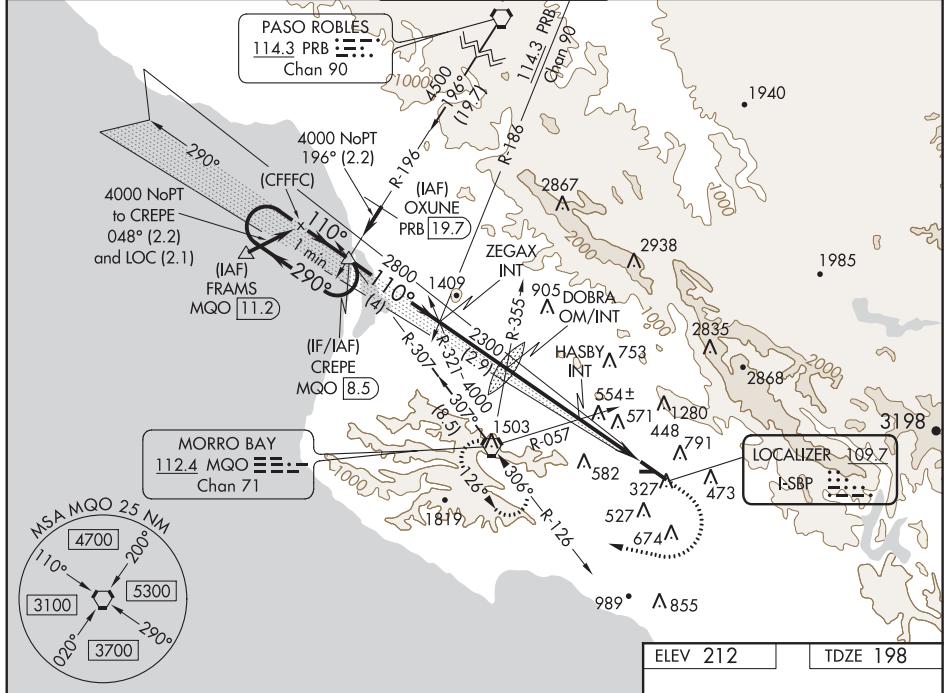 PASO ROBLES
114.3 PRB
Chan 90
114.3 PRB
Chan 90
1000
1940
4500
196°
(19.7)
R-196
R-186
4000 NoPT
196° (2.2)
290°
(CFFFC)
4000 NoPT
to CREPE
048° (2.2)
and LOC (2.1)
(IAF)
OXUNE
PRB 19.7
2867
2938
1985
1000
110°
1 min
290°
2800
110°
(4)
1409
ZEGAX
INT
905
DOBRA
OM/INT
(IAF)
FRAMS
MQO 11.2
(IF/IAF)
CREPE
MQO 8.5
R-355
2300
(2.9)
R-321-4000
R-307
307°
(8.5)
HASBY
INT
753
2835
2868
2000
1000
554±
571
1280
448
791
3198
1503
R-057
582
327
473
MORRO BAY
112.4 MQO
Chan 71
LOCALIZER 109.7
I-SBP
1000
126°
306°
R-126
1819
527
674
989
855
MSA MQO 25 NM
4700
110°
200°
3100
5300
020°
290°
3700
ELEV 212
TDZE 198